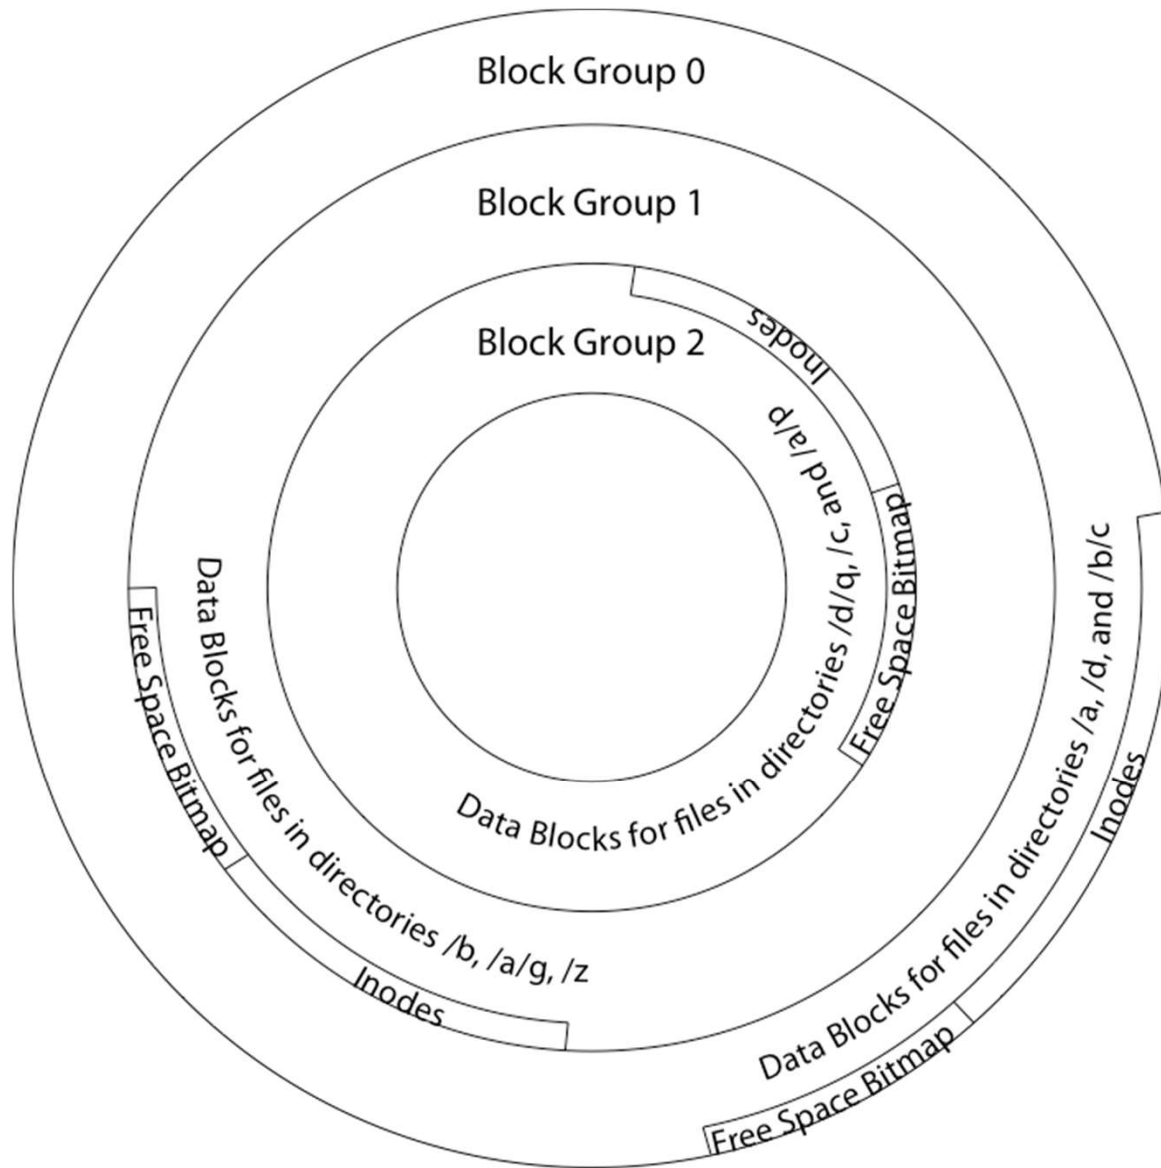 Block Group 0
Block Group 1
Block Group 2
Inodes
Data Blocks for files in directories /d/q, /c, and /a/p
Free Space Bitmap
Data Blocks for files in directories /b, /a/g, /z
Free Space Bitmap
Inodes
Data Blocks for files in directories /a, /d, and /b/c
Inodes
Free Space Bitmap